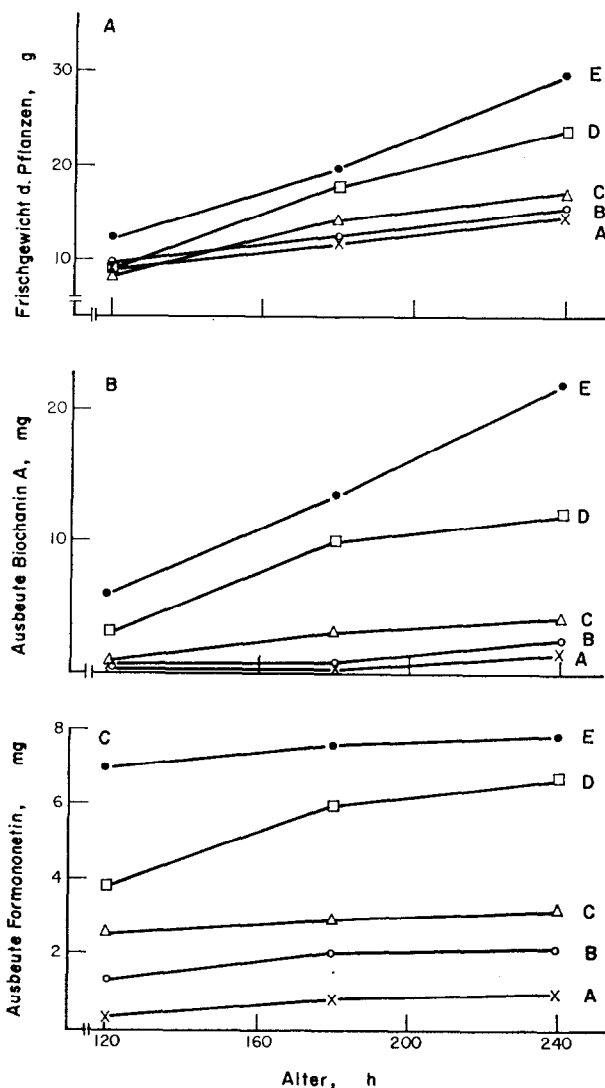 A
Frischgewicht d. Pflanzen, g
30
20
10
E
D
C
B
A
B
Ausbeute Biochanin A, mg
20
10
E
D
C
B
A
C
Ausbeute Formononetin, mg
8
6
4
2
E
D
C
B
A
120 160 200 240
Alter, h